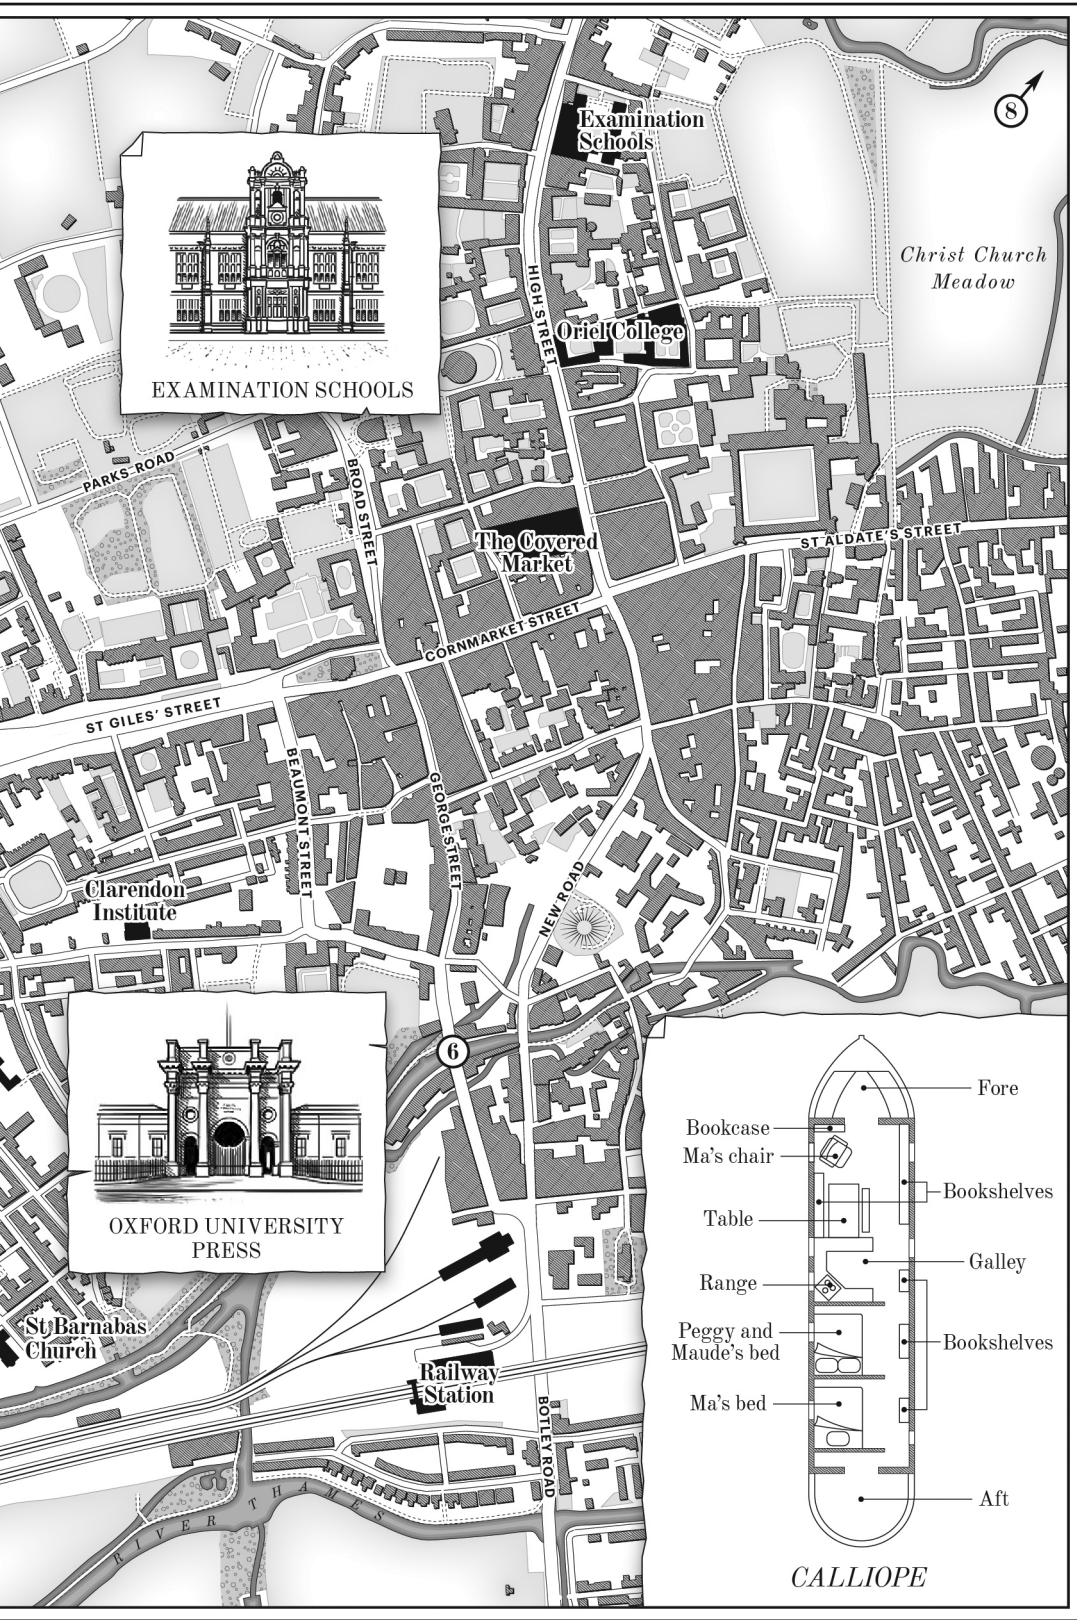 8
Examination
Schools
Christ Church
Meadow
HIGH STREET
Oriel College
EXAMINATION SCHOOLS
PARKS ROAD
BROAD STREET
The Covered
Market
ST ALDATE'S STREET
CORNMARKET STREET
ST GILES' STREET
BEAUMONT STREET
GEORGE STREET
NEW ROAD
Clarendon
Institute
6
OXFORD UNIVERSITY
PRESS
St Barnabas
Church
Railway
Station
BOTLEY ROAD
RIVER THAMES
Fore
Bookcase
Ma's chair
Bookshelves
Table
Galley
Range
Peggy and
Maude's bed
Bookshelves
Ma's bed
Aft
CALLIOPE